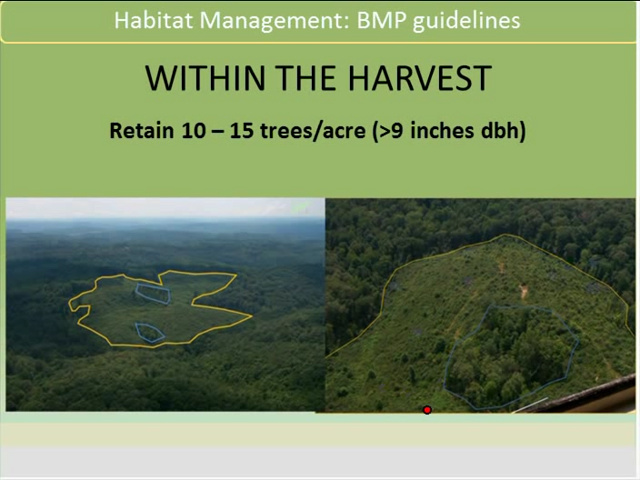 Habitat Management: BMP guidelines
WITHIN THE HARVEST
Retain 10 – 15 trees/acre (>9 inches dbh)